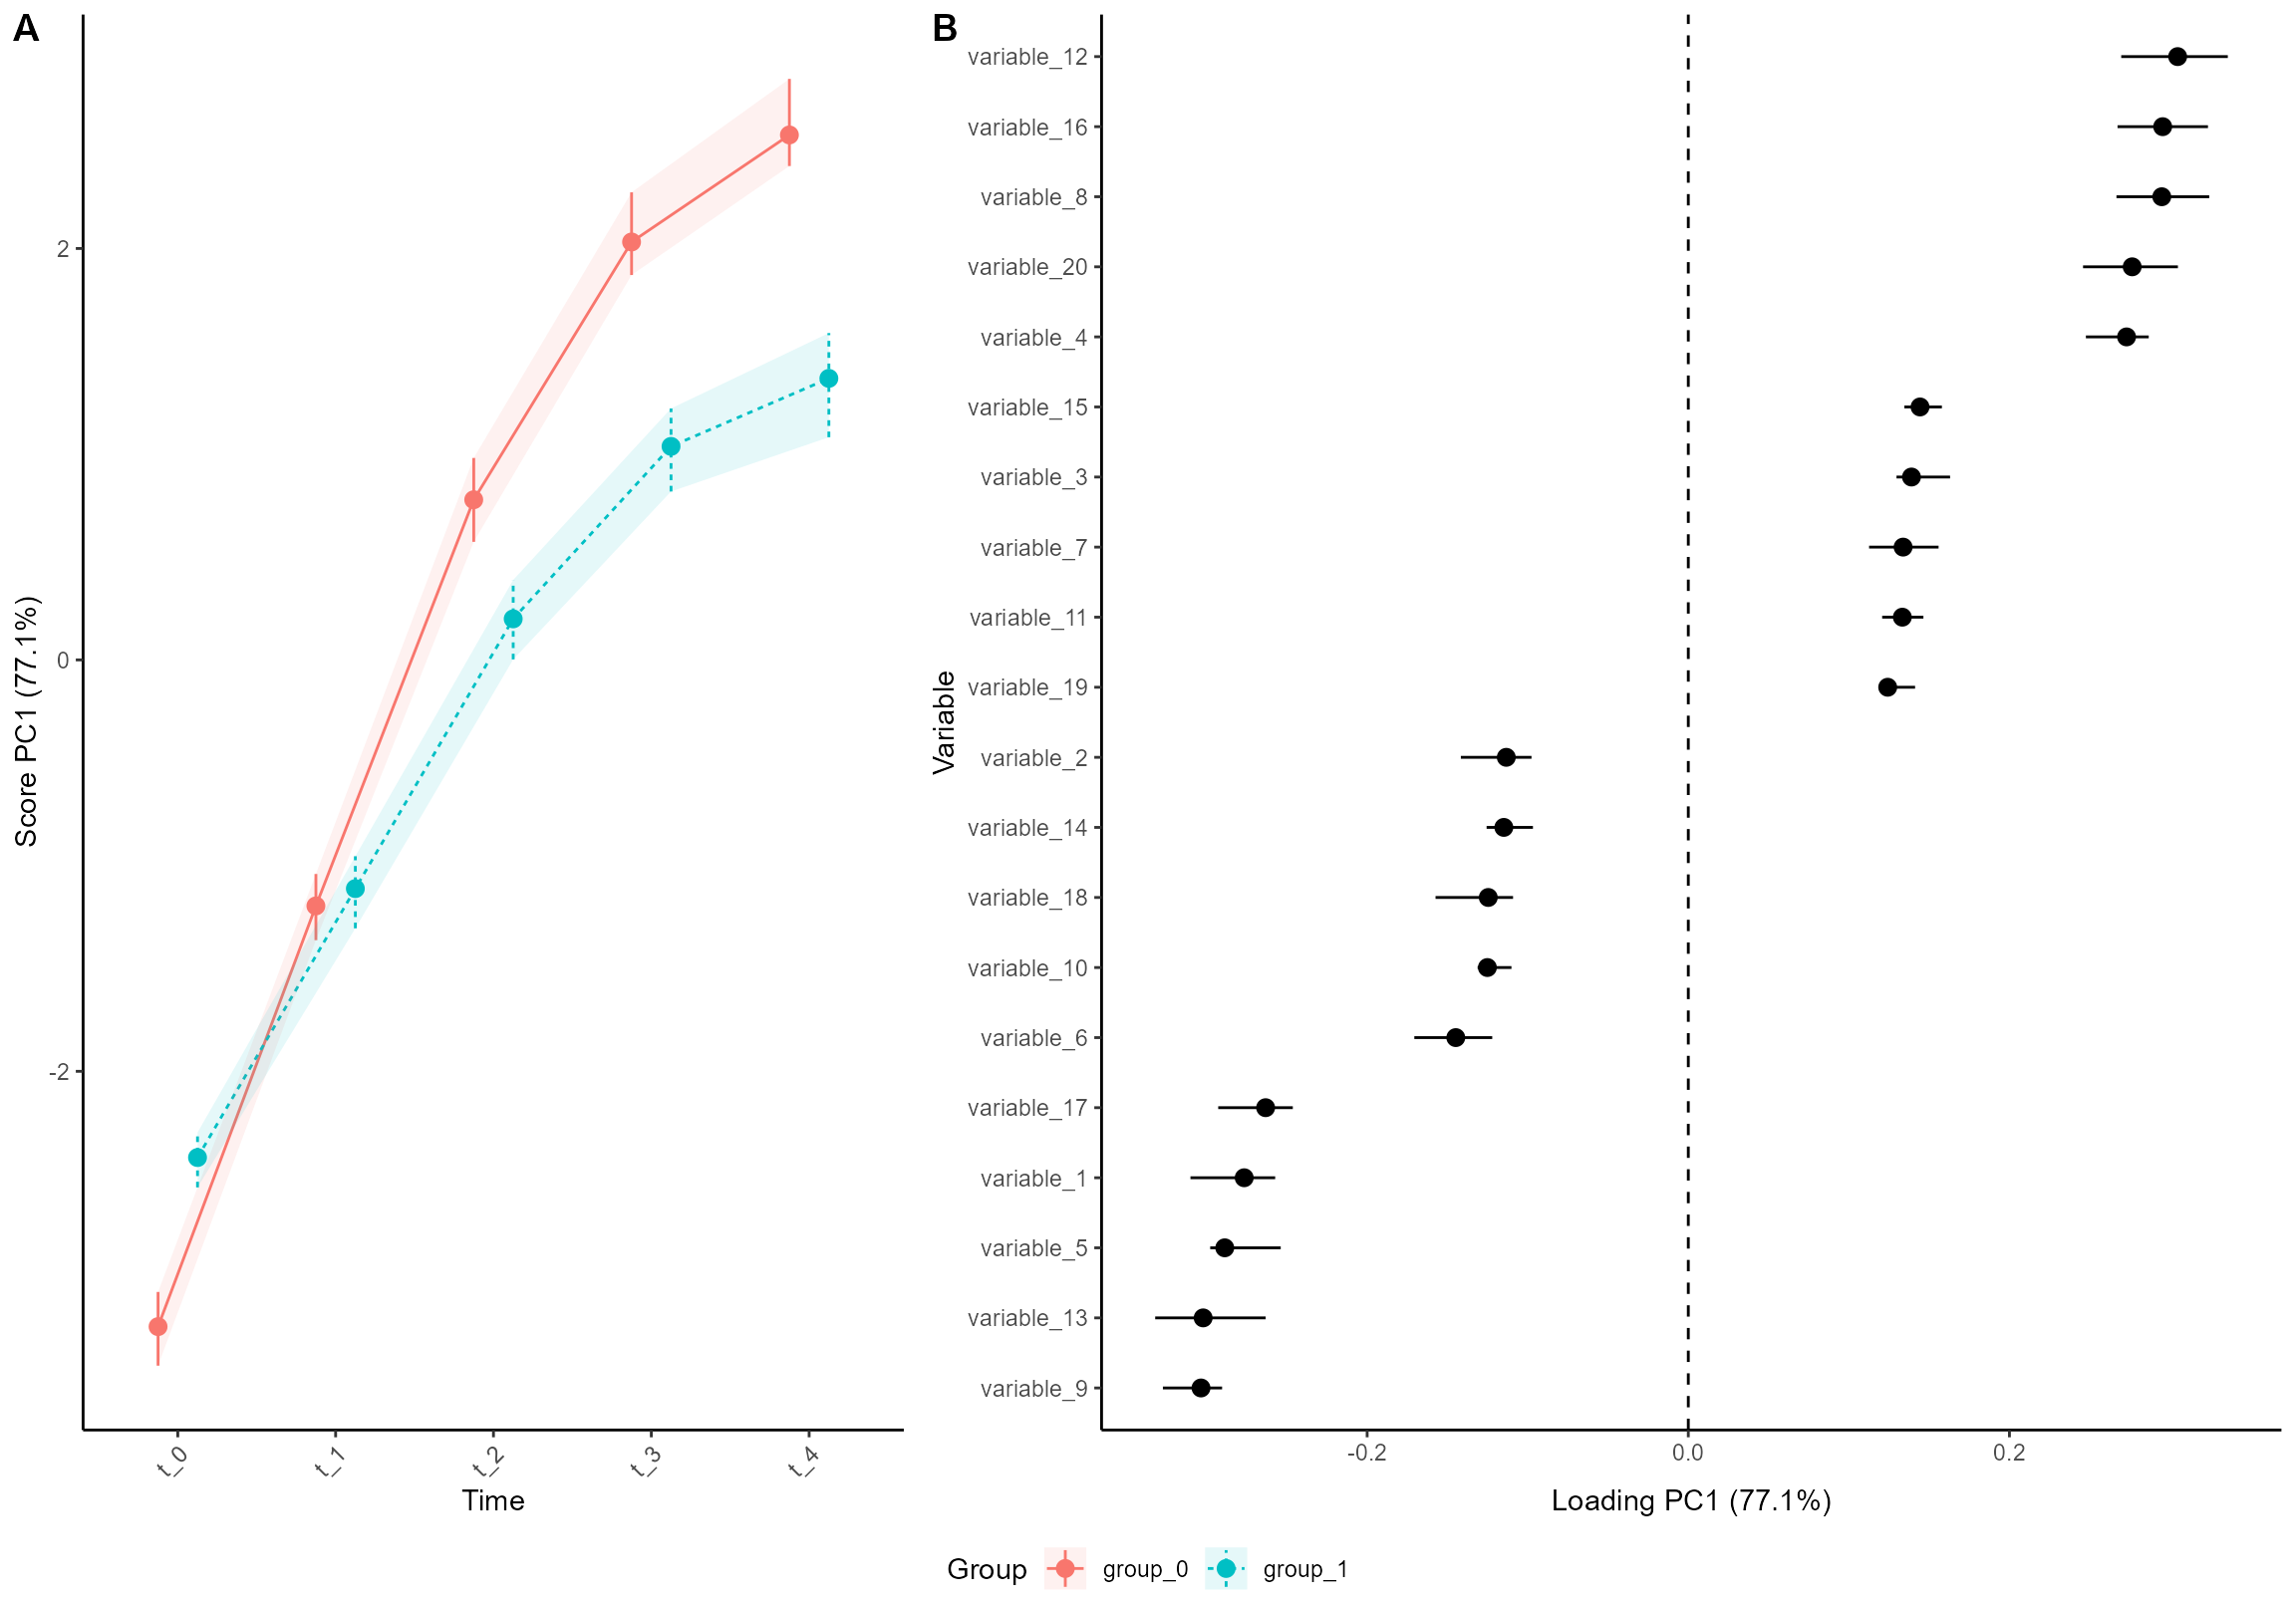 A
Score PC1 (77.1%)
2
0
-2
t_0
t_1
t_2
t_3
t_4
Time
B
Variable
variable_12
variable_16
variable_8
variable_20
variable_4
variable_15
variable_3
variable_7
variable_11
variable_19
variable_2
variable_14
variable_18
variable_10
variable_6
variable_17
variable_1
variable_5
variable_13
variable_9
-0.2
0.0
0.2
Loading PC1 (77.1%)
Group
group_0
group_1